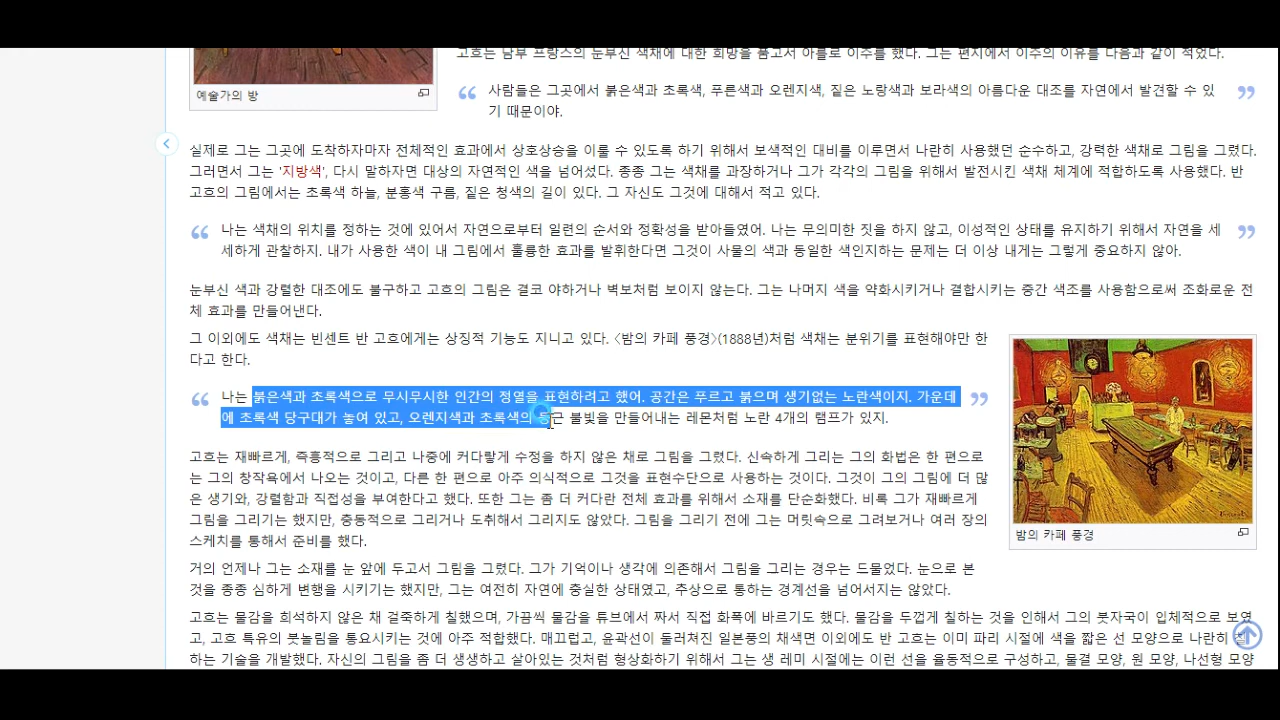 예술가의 방
고흐는 남부 프랑스의 눈부신 색채에 대한 희망을 품고서 아를로 이주를 했다. 그는 편지에서 이주의 이유를 다음과 같이 적었다.
“ 사람들은 그곳에서 붉은색과 초록색, 푸른색과 오렌지색, 짙은 노랑색과 보라색의 아름다운 대조를 자연에서 발견할 수 있 ”
기 때문이야.
실제로 그는 그곳에 도착하자마자 전체적인 효과에서 상호상승을 이룰 수 있도록 하기 위해서 보색적인 대비를 이루면서 나란히 사용했던 순수하고, 강력한 색채로 그림을 그렸다.
그러면서 그는 '지방색', 다시 말하자면 대상의 자연적인 색을 넘어섰다. 종종 그는 색채를 과장하거나 그가 각각의 그림을 위해서 발전시킨 색채 체계에 적합하도록 사용했다. 반
고흐의 그림에서는 초록색 하늘, 분홍색 구름, 짙은 청색의 길이 있다. 그 자신도 그것에 대해서 적고 있다.
“ 나는 색채의 위치를 정하는 것에 있어서 자연으로부터 일련의 순서와 정확성을 받아들였어. 나는 무의미한 짓을 하지 않고, 이성적인 상태를 유지하기 위해서 자연을 세 ”
세하게 관찰하지. 내가 사용한 색이 내 그림에서 훌륭한 효과를 발휘한다면 그것이 사물의 색과 동일한 색인지하는 문제는 더 이상 내게는 그렇게 중요하지 않아.
눈부신 색과 강렬한 대조에도 불구하고 고흐의 그림은 결코 야하거나 벽보처럼 보이지 않는다. 그는 나머지 색을 약화시키거나 결합시키는 중간 색조를 사용함으로써 조화로운 전
체 효과를 만들어낸다.
그 이외에도 색채는 빈센트 반 고흐에게는 상징적 기능도 지니고 있다. 〈밤의 카페 풍경〉(1888년)처럼 색채는 분위기를 표현해야만 한
다고 한다.
“ 나는 붉은색과 초록색으로 무시무시한 인간의 정열을 표현하려고 했어. 공간은 푸르고 붉으며 생기없는 노란색이지. 가운데 ”
에 초록색 당구대가 놓여 있고, 오렌지색과 초록색의 둥근 불빛을 만들어내는 레몬처럼 노란 4개의 램프가 있지.
고흐는 재빠르게, 즉흥적으로 그리고 나중에 커다랗게 수정을 하지 않은 채로 그림을 그렸다. 신속하게 그리는 그의 화법은 한 편으로
는 그의 창작욕에서 나오는 것이고, 다른 한 편으로 아주 의식적으로 그것을 표현수단으로 사용하는 것이다. 그것이 그의 그림에 더 많
은 생기와, 강렬함과 직접성을 부여한다고 했다. 또한 그는 좀 더 커다란 전체 효과를 위해서 소재를 단순화했다. 비록 그가 재빠르게
그림을 그리기는 했지만, 충동적으로 그리거나 도취해서 그리지도 않았다. 그림을 그리기 전에 그는 머릿속으로 그려보거나 여러 장의
스케치를 통해서 준비를 했다.
밤의 카페 풍경
거의 언제나 그는 소재를 눈 앞에 두고서 그림을 그렸다. 그가 기억이나 생각에 의존해서 그림을 그리는 경우는 드물었다. 눈으로 본
것을 종종 심하게 변행을 시키기는 했지만, 그는 여전히 자연에 충실한 상태였고, 추상으로 통하는 경계선을 넘어서지는 않았다.
고흐는 물감을 희석하지 않은 채 걸쭉하게 칠했으며, 가끔씩 물감을 튜브에서 짜서 직접 화폭에 바르기도 했다. 물감을 두껍게 칠하는 것을 인해서 그의 붓자국이 입체적으로 보였
고, 고흐 특유의 붓놀림을 통요시키는 것에 아주 적합했다. 매끄럽고, 윤곽선이 둘러쳐진 일본풍의 채색면 이외에도 반 고흐는 이미 파리 시절에 색을 짧은 선 모양으로 나란히 칠
하는 기술을 개발했다. 자신의 그림을 좀 더 생생하고 살아있는 것처럼 형상화하기 위해서 그는 생 레미 시절에는 이런 선을 율동적으로 구성하고, 물결 모양, 원 모양, 나선형 모양